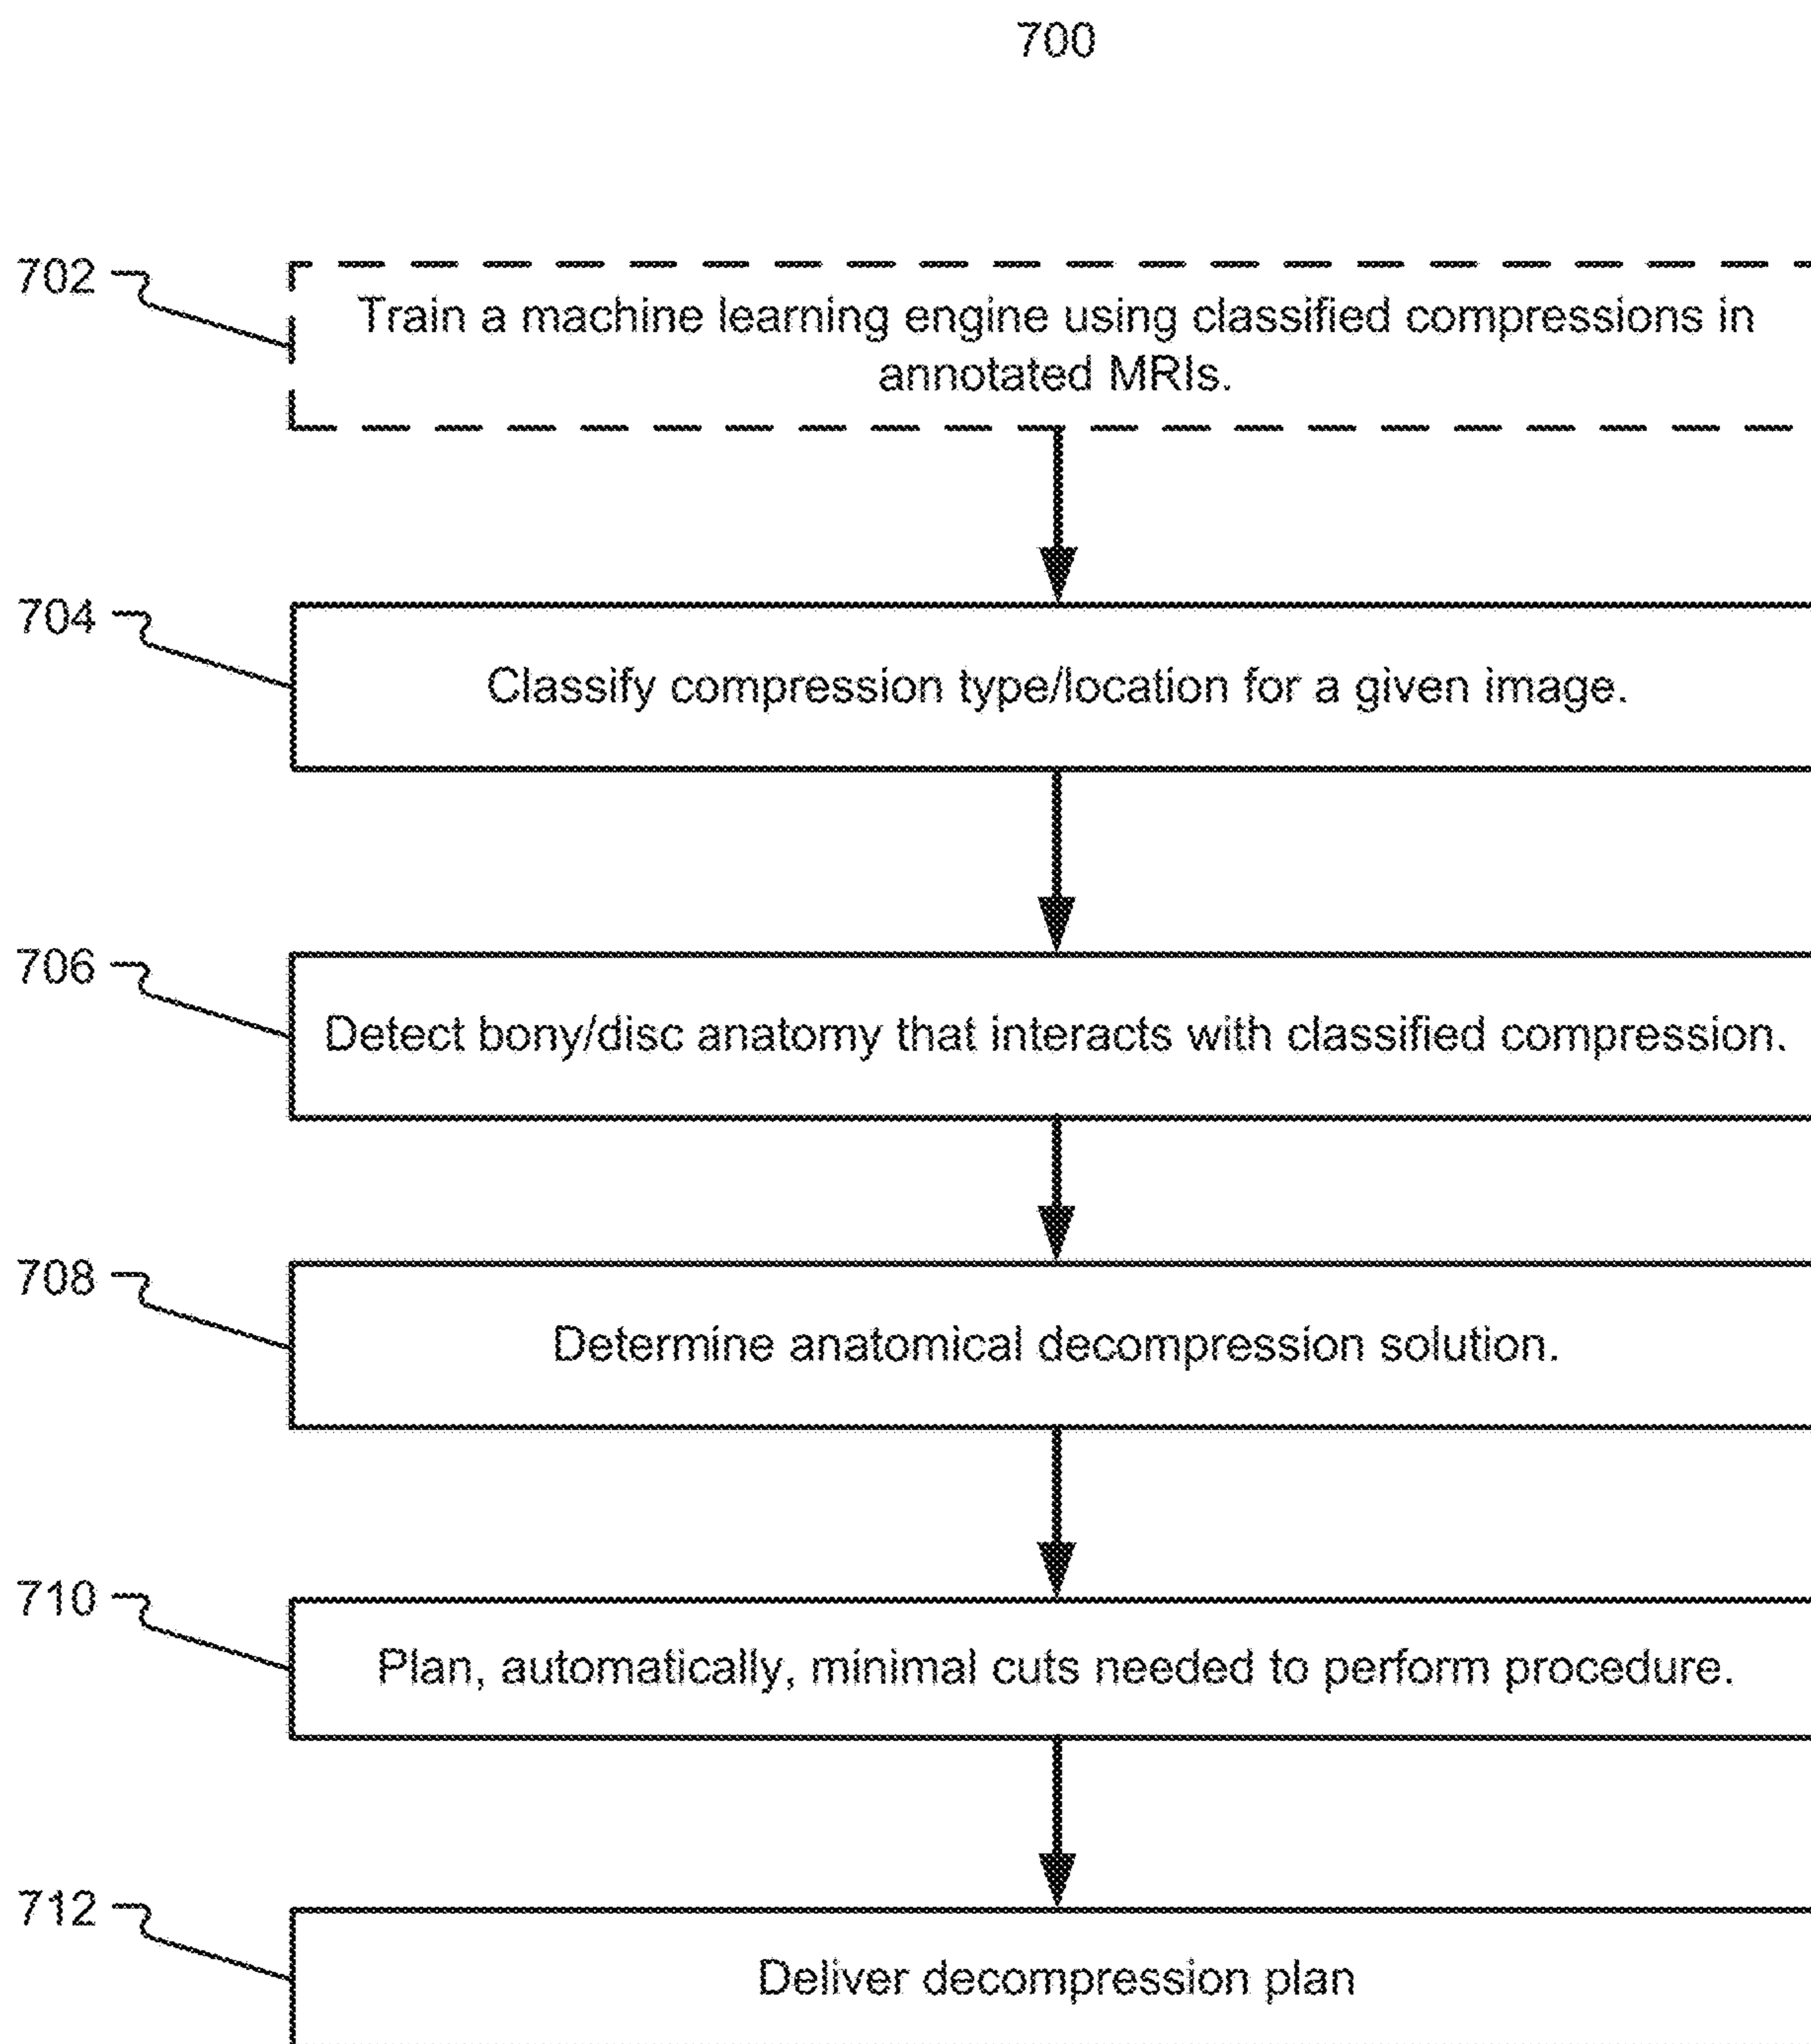 700
702
Train a machine learning engine using classified compressions in
annotated MRIs.
704
Classify compression type/location for a given image.
706
Detect bony/disc anatomy that interacts with classified compression.
708
Determine anatomical decompression solution.
710
Plan, automatically, minimal cuts needed to perform procedure.
712
Deliver decompression plan